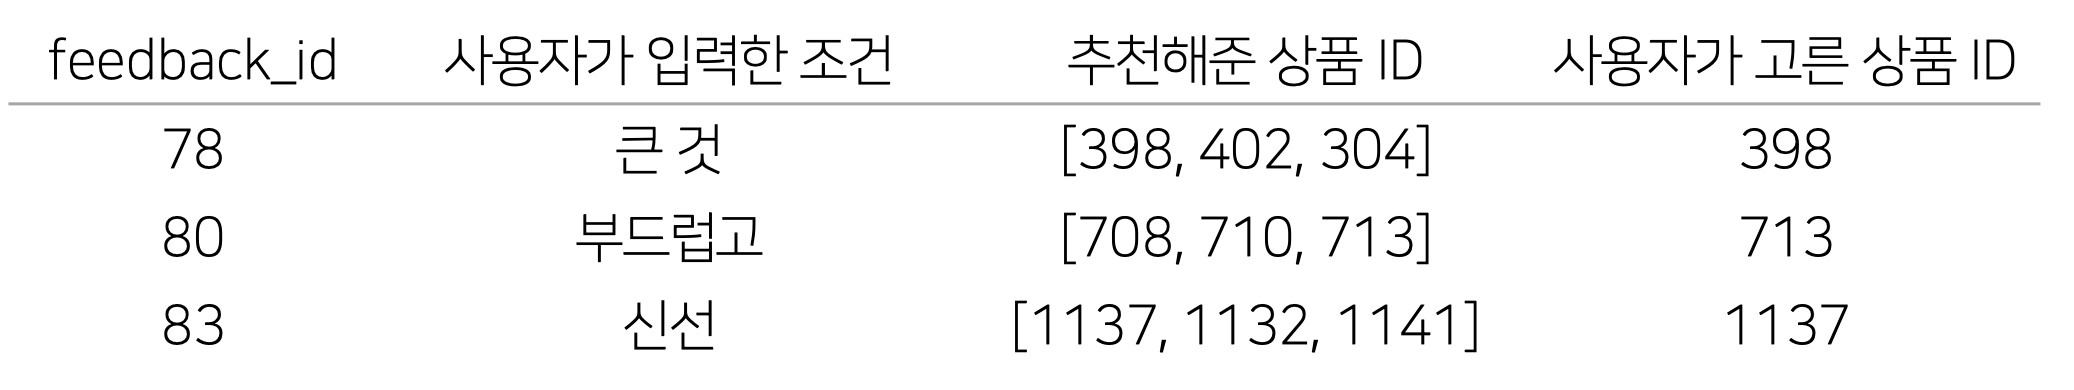 feedback_id 사용자가 입력한 조건 추천해준 상품 ID 사용자가 고른 상품 ID
78 큰 것 [398, 402, 304] 398
80 부드럽고 [708, 710, 713] 713
83 신선 [1137, 1132, 1141] 1137